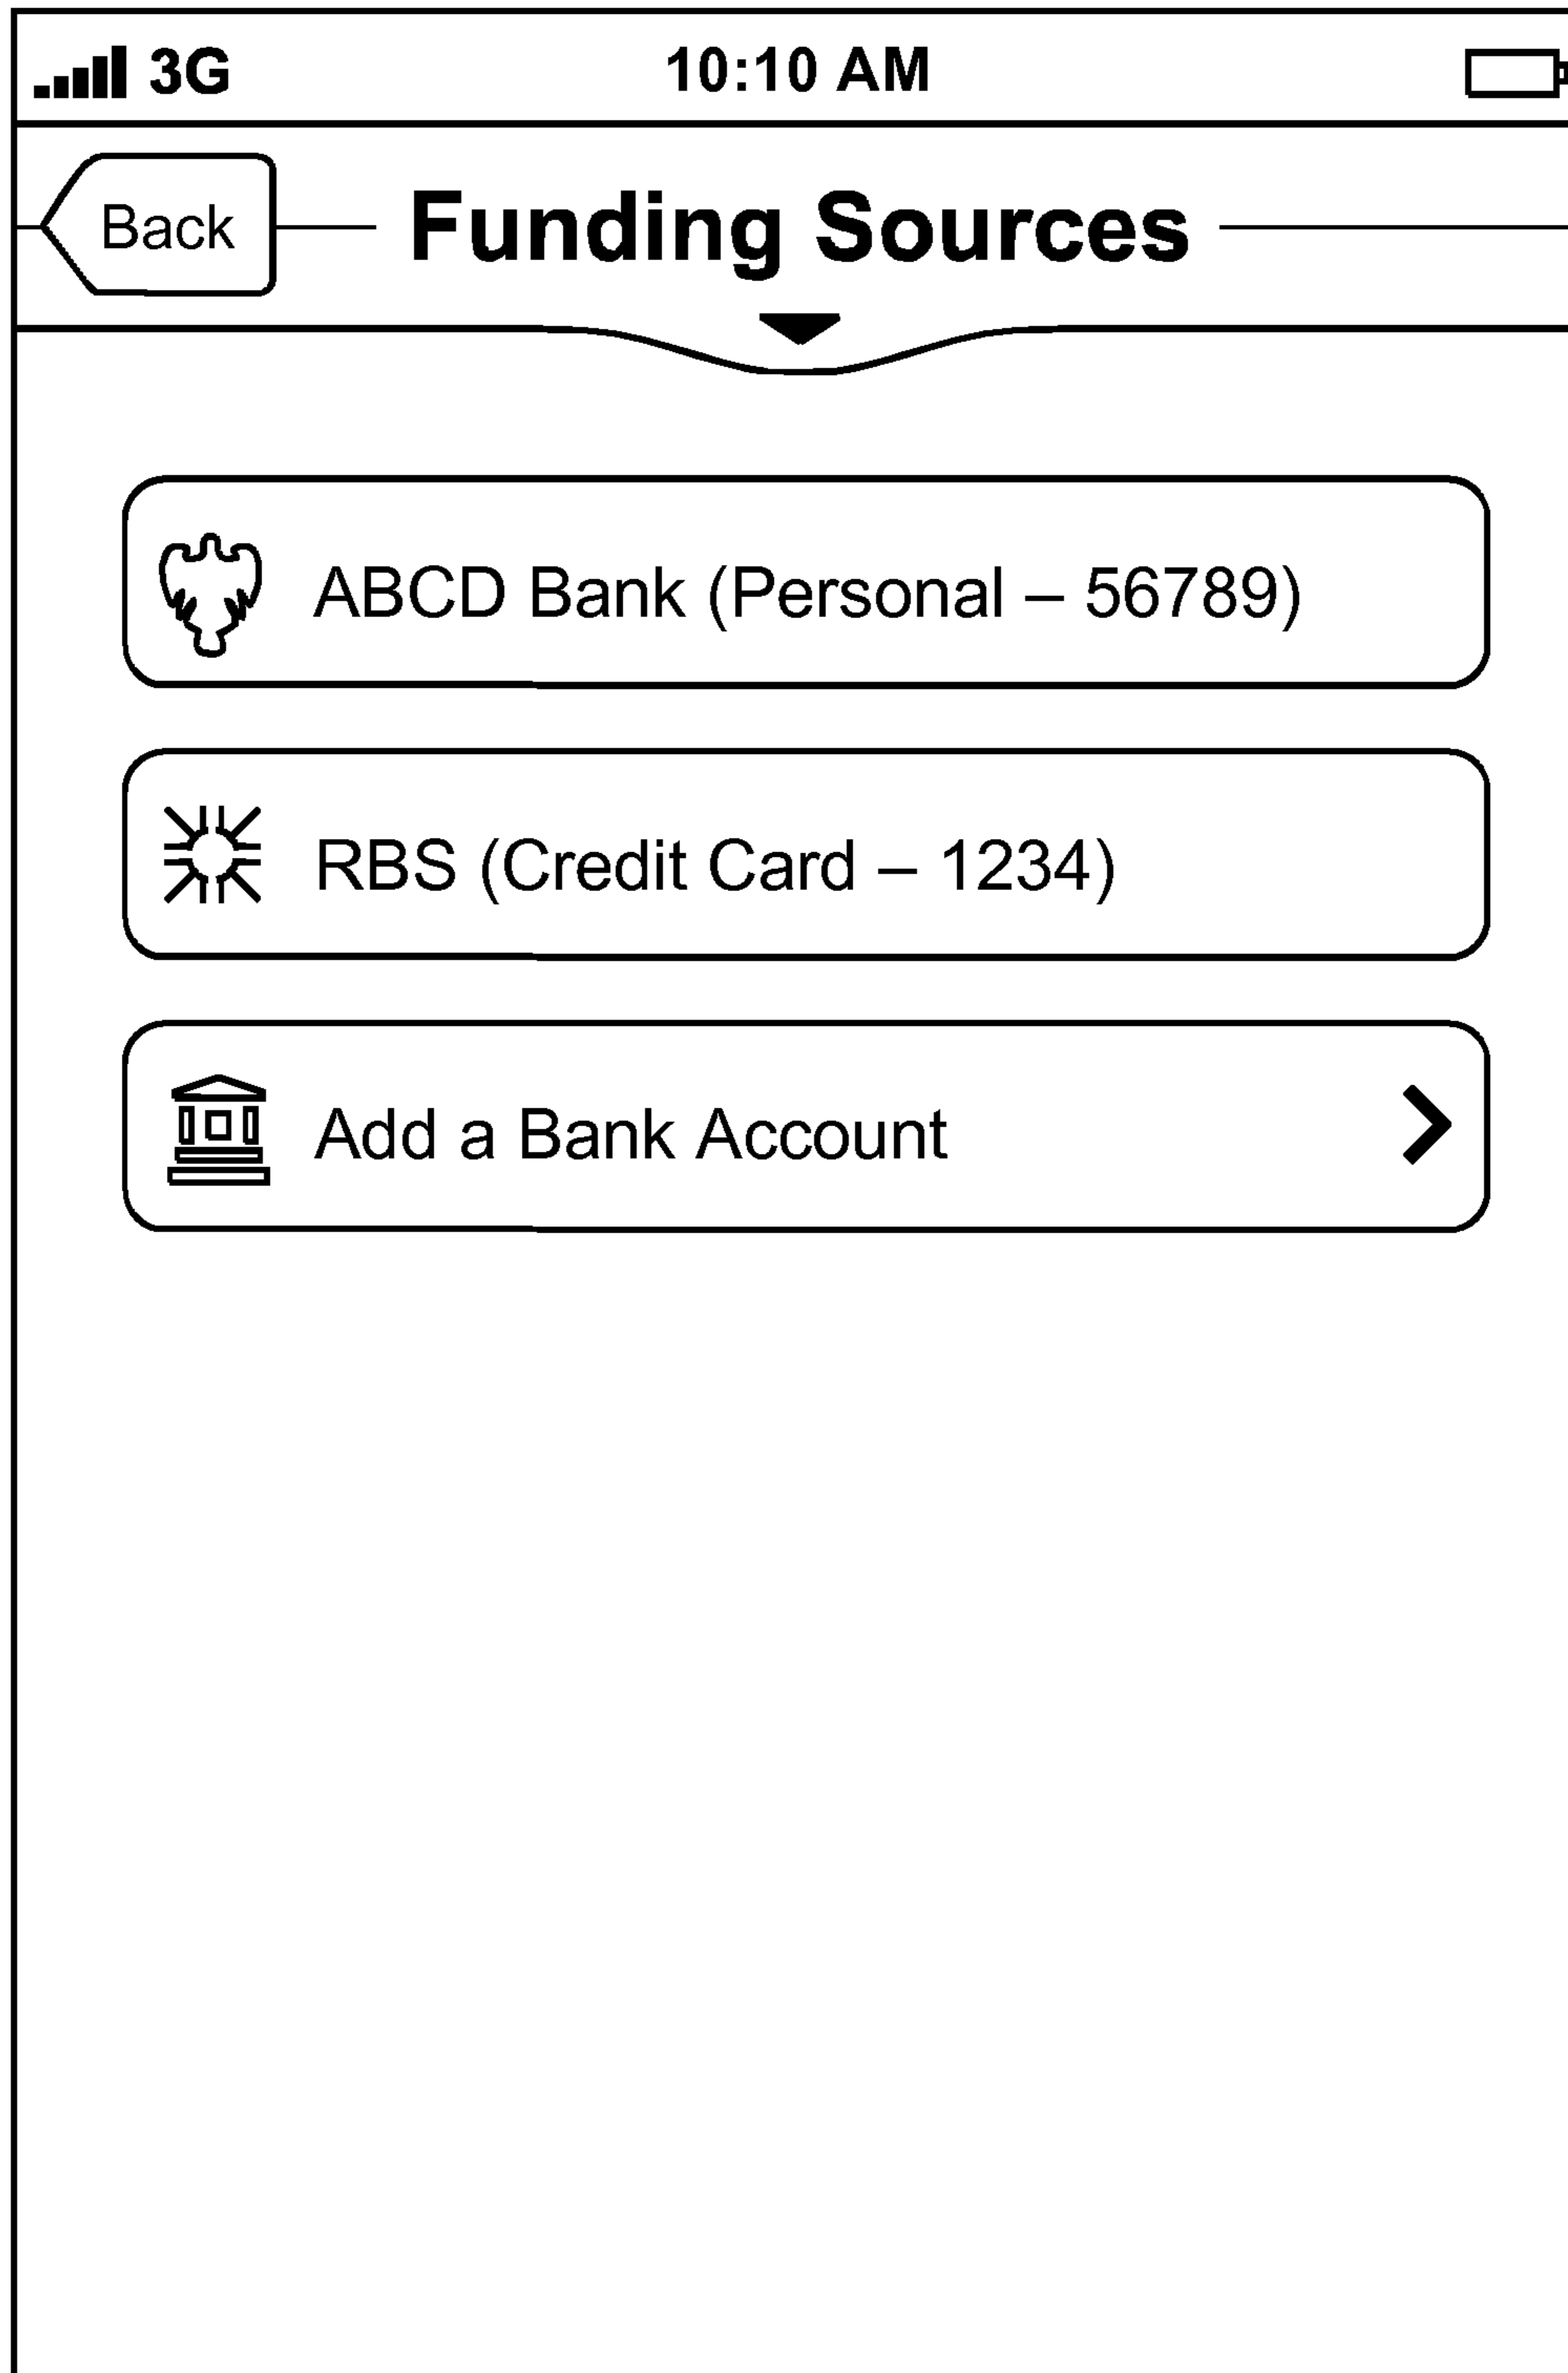 3G
10:10 AM
Back
Funding Sources
ABCD Bank (Personal – 56789)
RBS (Credit Card – 1234)
Add a Bank Account